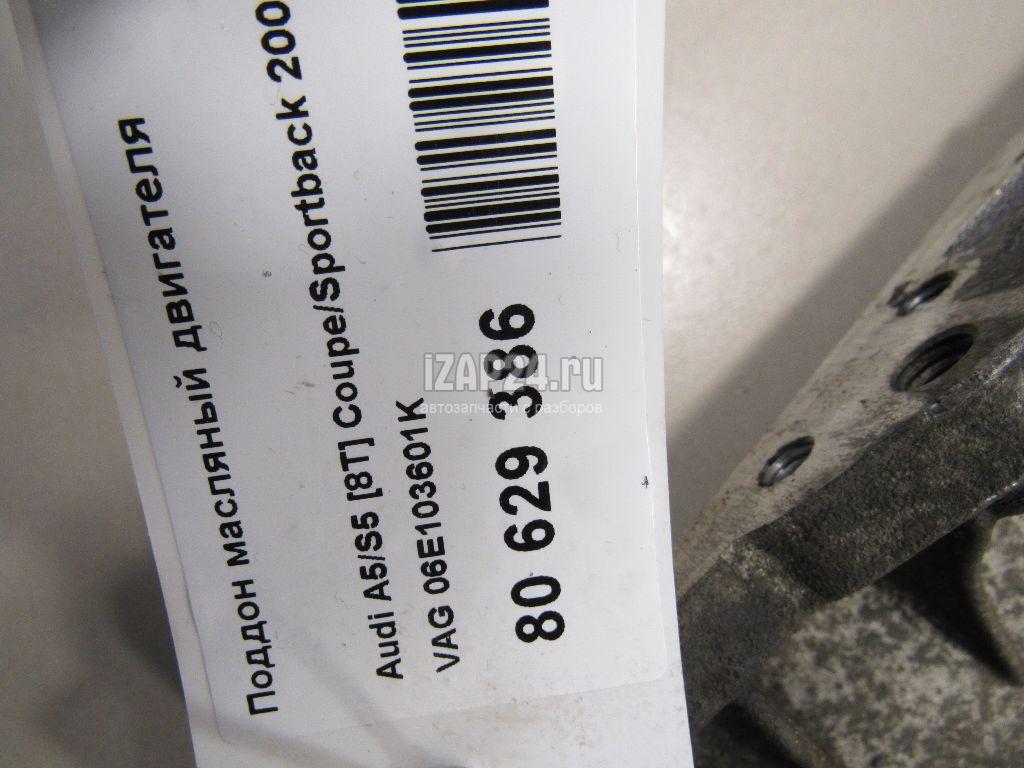 Поддон масляный двигателя
Audi A5/S5 [8T] Coupe/Sportback 200
VAG 06E103601K
80 629 386
iZAP24.ru
автозапчасти с разборов